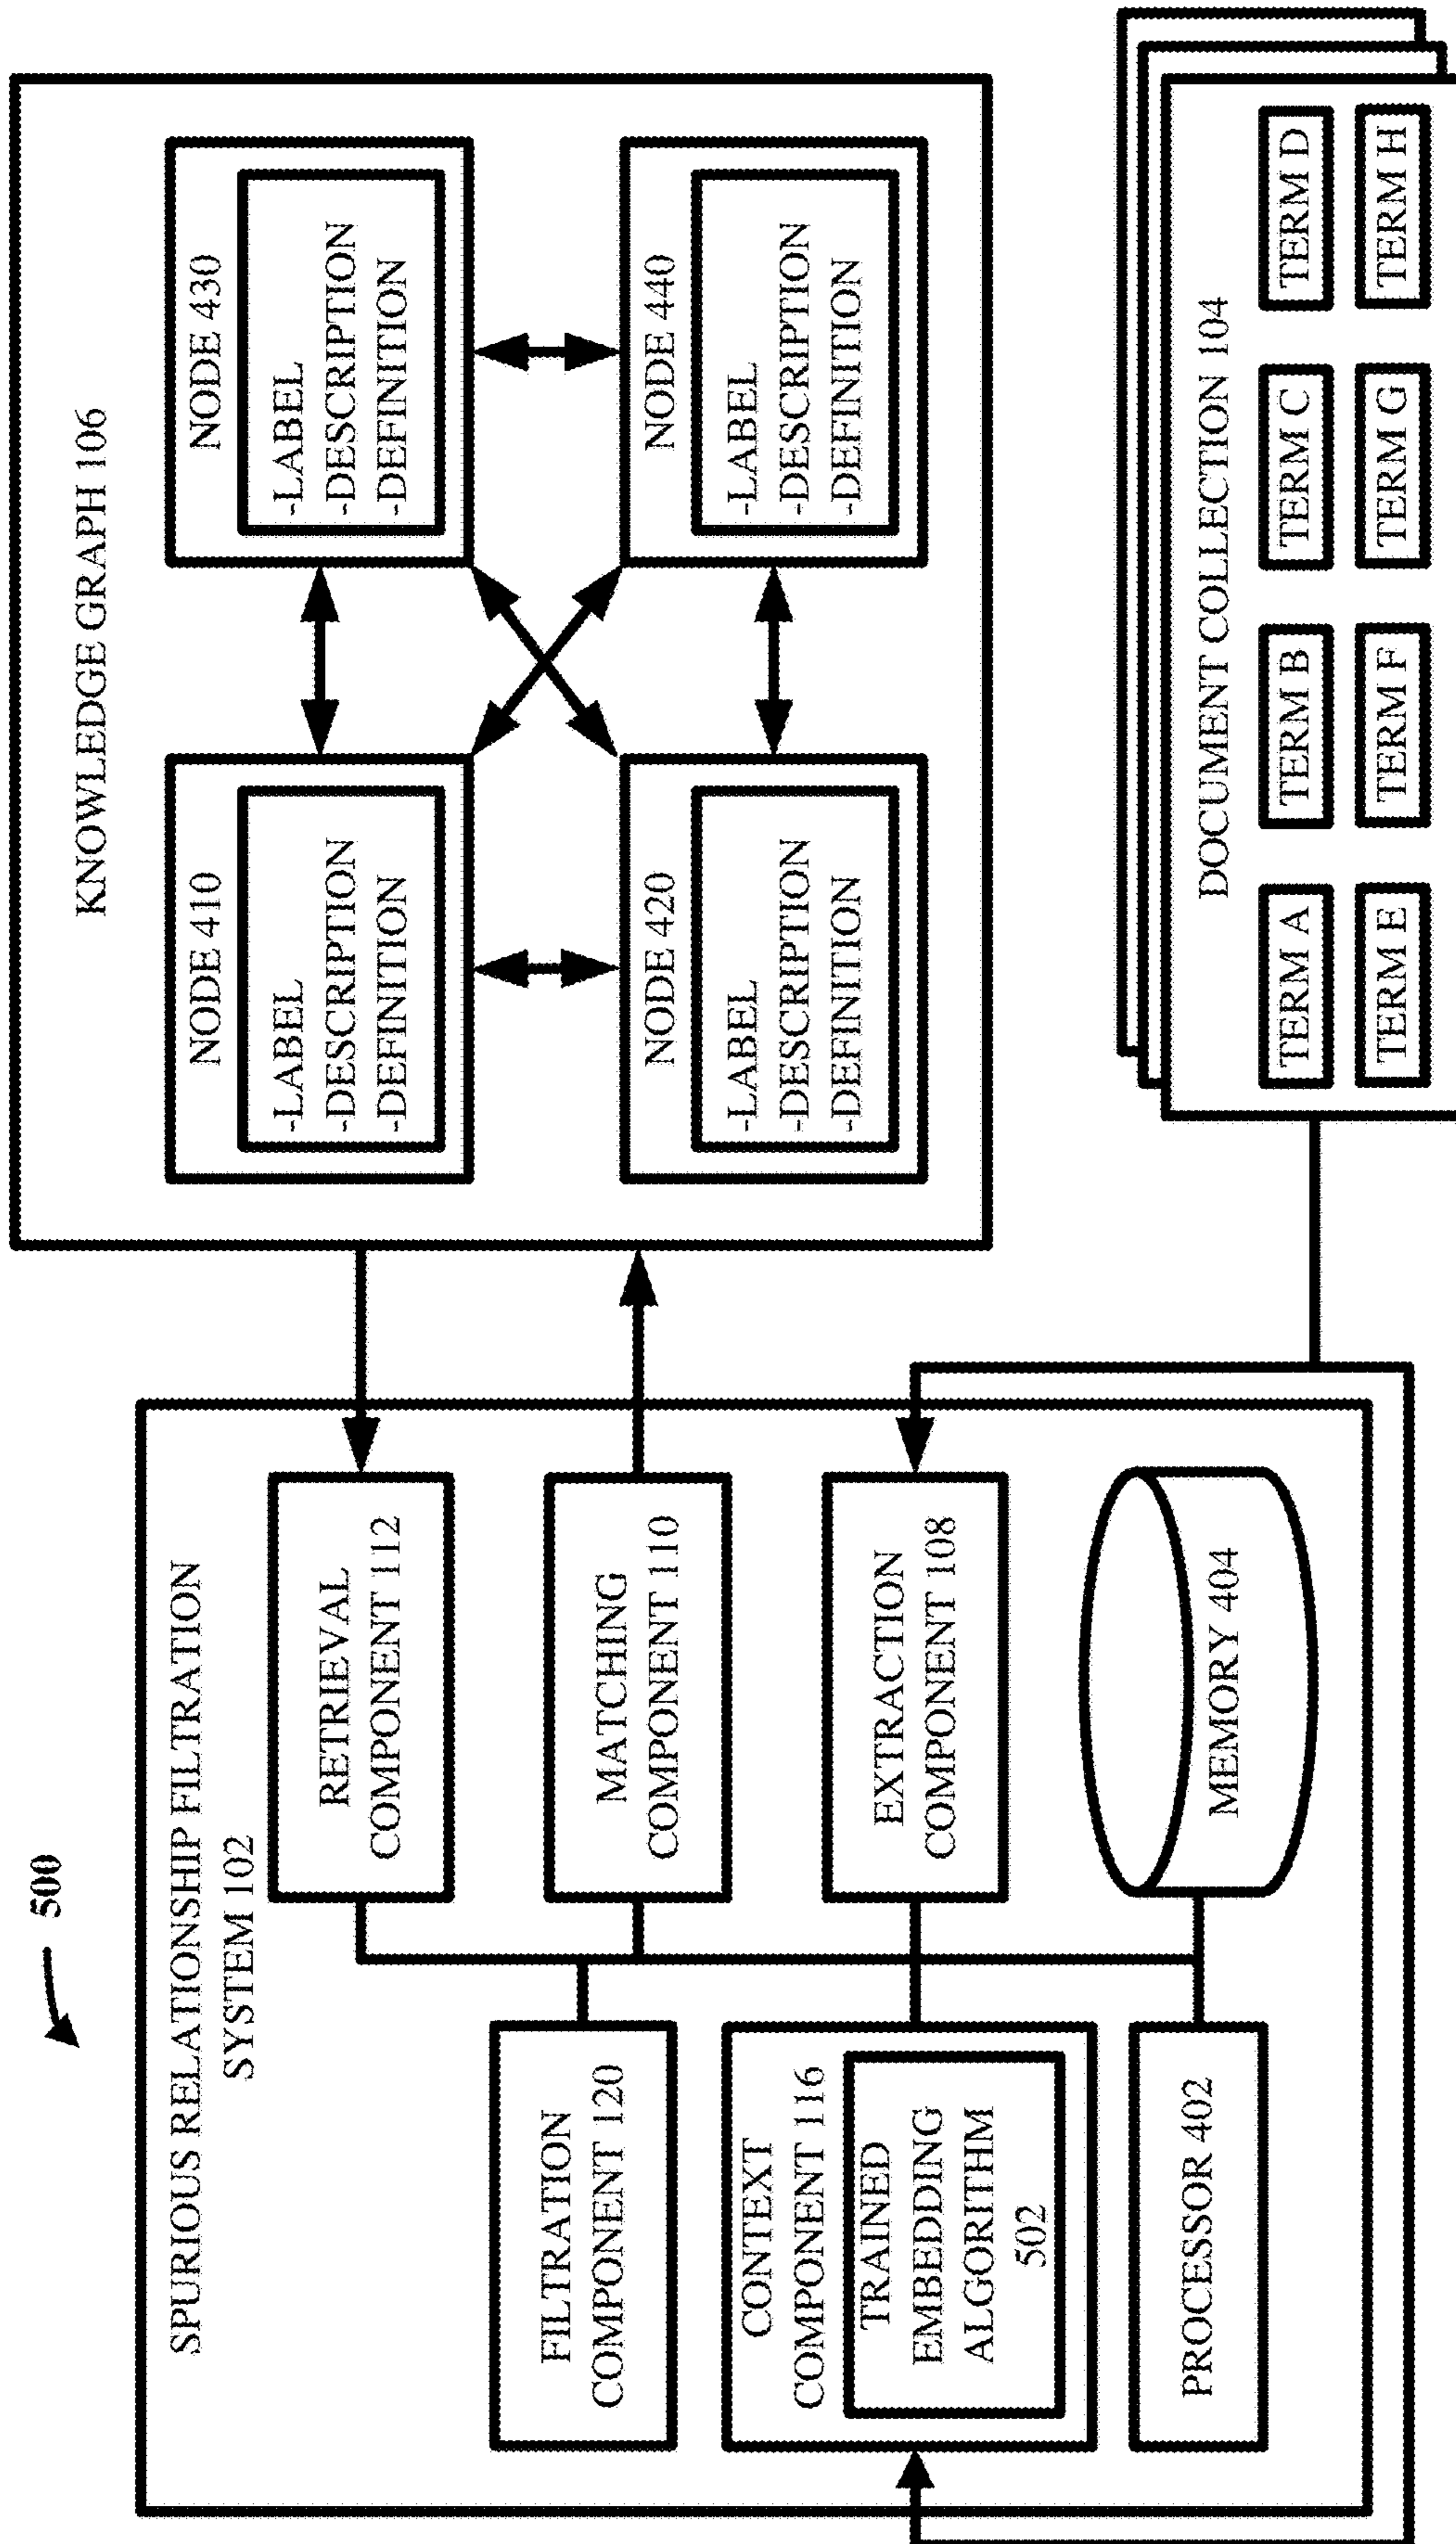 500
SPURIOUS RELATIONSHIP FILTRATION
SYSTEM 102
FILTRATION
COMPONENT 120
CONTEXT
COMPONENT 116
TRAINED
EMBEDDING
ALGORITHM
502
PROCESSOR 402
RETRIEVAL
COMPONENT 112
MATCHING
COMPONENT 110
EXTRACTION
COMPONENT 108
MEMORY 404
KNOWLEDGE GRAPH 106
NODE 410
-LABEL
-DESCRIPTION
-DEFINITION
NODE 430
-LABEL
-DESCRIPTION
-DEFINITION
NODE 420
-LABEL
-DESCRIPTION
-DEFINITION
NODE 440
-LABEL
-DESCRIPTION
-DEFINITION
DOCUMENT COLLECTION 104
TERM A
TERM B
TERM C
TERM D
TERM E
TERM F
TERM G
TERM H